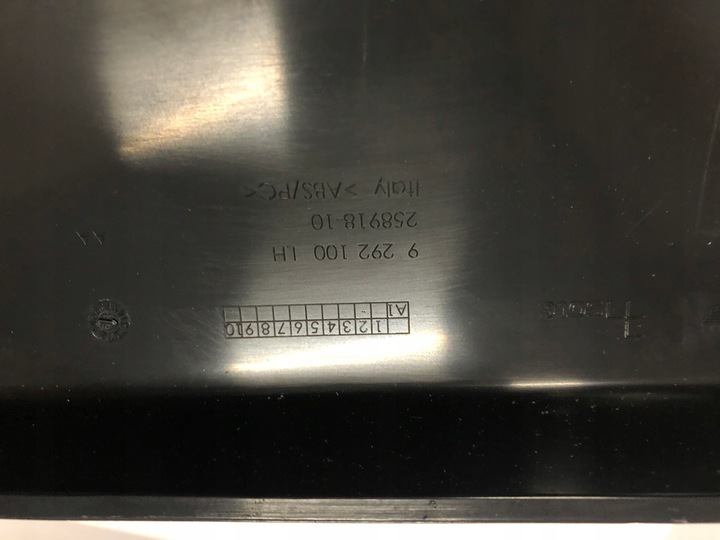 1 2 3 4 5 6 7 8 9 10
A1
9 292 100 LH
258918-10
Italy >ABS/PC<